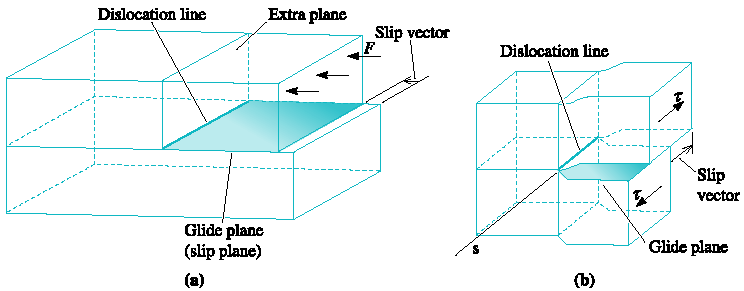 Dislocation line
Extra plane
Slip vector
F
Glide plane
(slip plane)
(a)
Dislocation line
τ
Slip
vector
τ
Glide plane
s
(b)